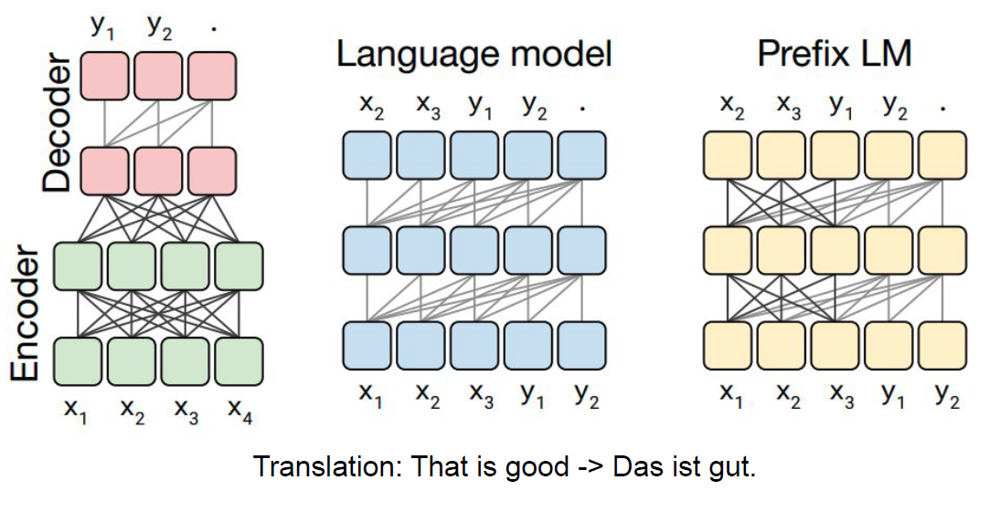 y₁ y₂ .
Decoder
Encoder
x₁ x₂ x₃ x₄
Language model
x₂ x₃ y₁ y₂ .
x₁ x₂ x₃ y₁ y₂
Prefix LM
x₂ x₃ y₁ y₂ .
x₁ x₂ x₃ y₁ y₂
Translation: That is good -> Das ist gut.